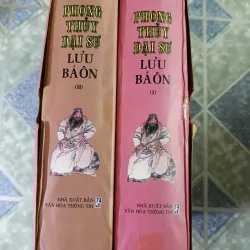 PHONG
THỦY
ĐẠI SƯ
LƯU
BÁ ÔN
(III)
NHÀ XUẤT BẢN
VĂN HÓA THÔNG TIN
PHONG
THỦY
ĐẠI SƯ
LƯU
BÁ ÔN
(I)
NHÀ XUẤT BẢN
VĂN HÓA THÔNG TIN